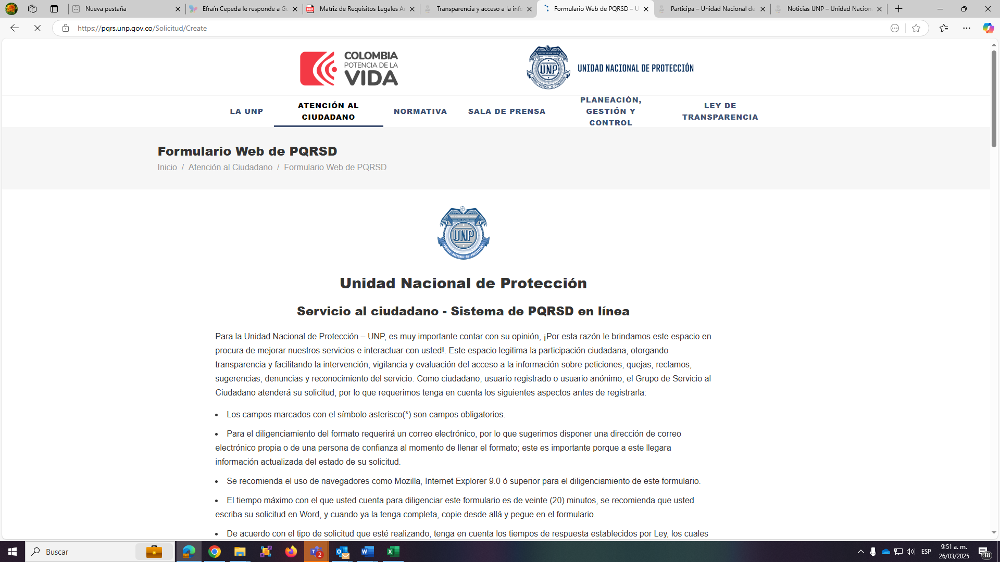 Nueva pestaña
Efraín Cepeda le responde a Gu
Matriz de Requisitos Legales
Transparencia y acceso a la info
Formulario Web de PQRSD – U
Participa – Unidad Nacional de
Noticias UNP – Unidad Nacion
https://pqrs.unp.gov.co/Solicitud/Create
COLOMBIA
POTENCIA DE LA
VIDA
UNP
UNIDAD NACIONAL DE PROTECCIÓN
LA UNP
ATENCIÓN AL
CIUDADANO
NORMATIVA
SALA DE PRENSA
PLANEACIÓN,
GESTIÓN Y
CONTROL
LEY DE
TRANSPARENCIA
Formulario Web de PQRSD
Inicio / Atención al Ciudadano / Formulario Web de PQRSD
UNP
Unidad Nacional de Protección
Servicio al ciudadano - Sistema de PQRSD en línea
Para la Unidad Nacional de Protección – UNP, es muy importante contar con su opinión, ¡Por esta razón le brindamos este espacio en
procura de mejorar nuestros servicios e interactuar con usted!. Este espacio legitima la participación ciudadana, otorgando
transparencia y facilitando la intervención, vigilancia y evaluación del acceso a la información sobre peticiones, quejas, reclamos,
sugerencias, denuncias y reconocimiento del servicio. Como ciudadano, usuario registrado o usuario anónimo, el Grupo de Servicio al
Ciudadano atenderá su solicitud, por lo que requerimos tenga en cuenta los siguientes aspectos antes de registrarla:
• Los campos marcados con el símbolo asterisco(*) son campos obligatorios.
• Para el diligenciamiento del formato requerirá un correo electrónico, por lo que sugerimos disponer una dirección de correo
electrónico propia o de una persona de confianza al momento de llenar el formato; este es importante porque a este llegara
información actualizada del estado de su solicitud.
• Se recomienda el uso de navegadores como Mozilla, Internet Explorer 9.0 ó superior para el diligenciamiento de este formulario.
• El tiempo máximo con el que usted cuenta para diligenciar este formulario es de veinte (20) minutos, se recomienda que usted
escriba su solicitud en Word, y cuando ya la tenga completa, copie desde allá y pegue en el formulario.
• De acuerdo con el tipo de solicitud que esté realizando, tenga en cuenta los tiempos de respuesta establecidos por Ley, los cuales
Buscar
2
ESP
9:51 a. m.
26/03/2025
38